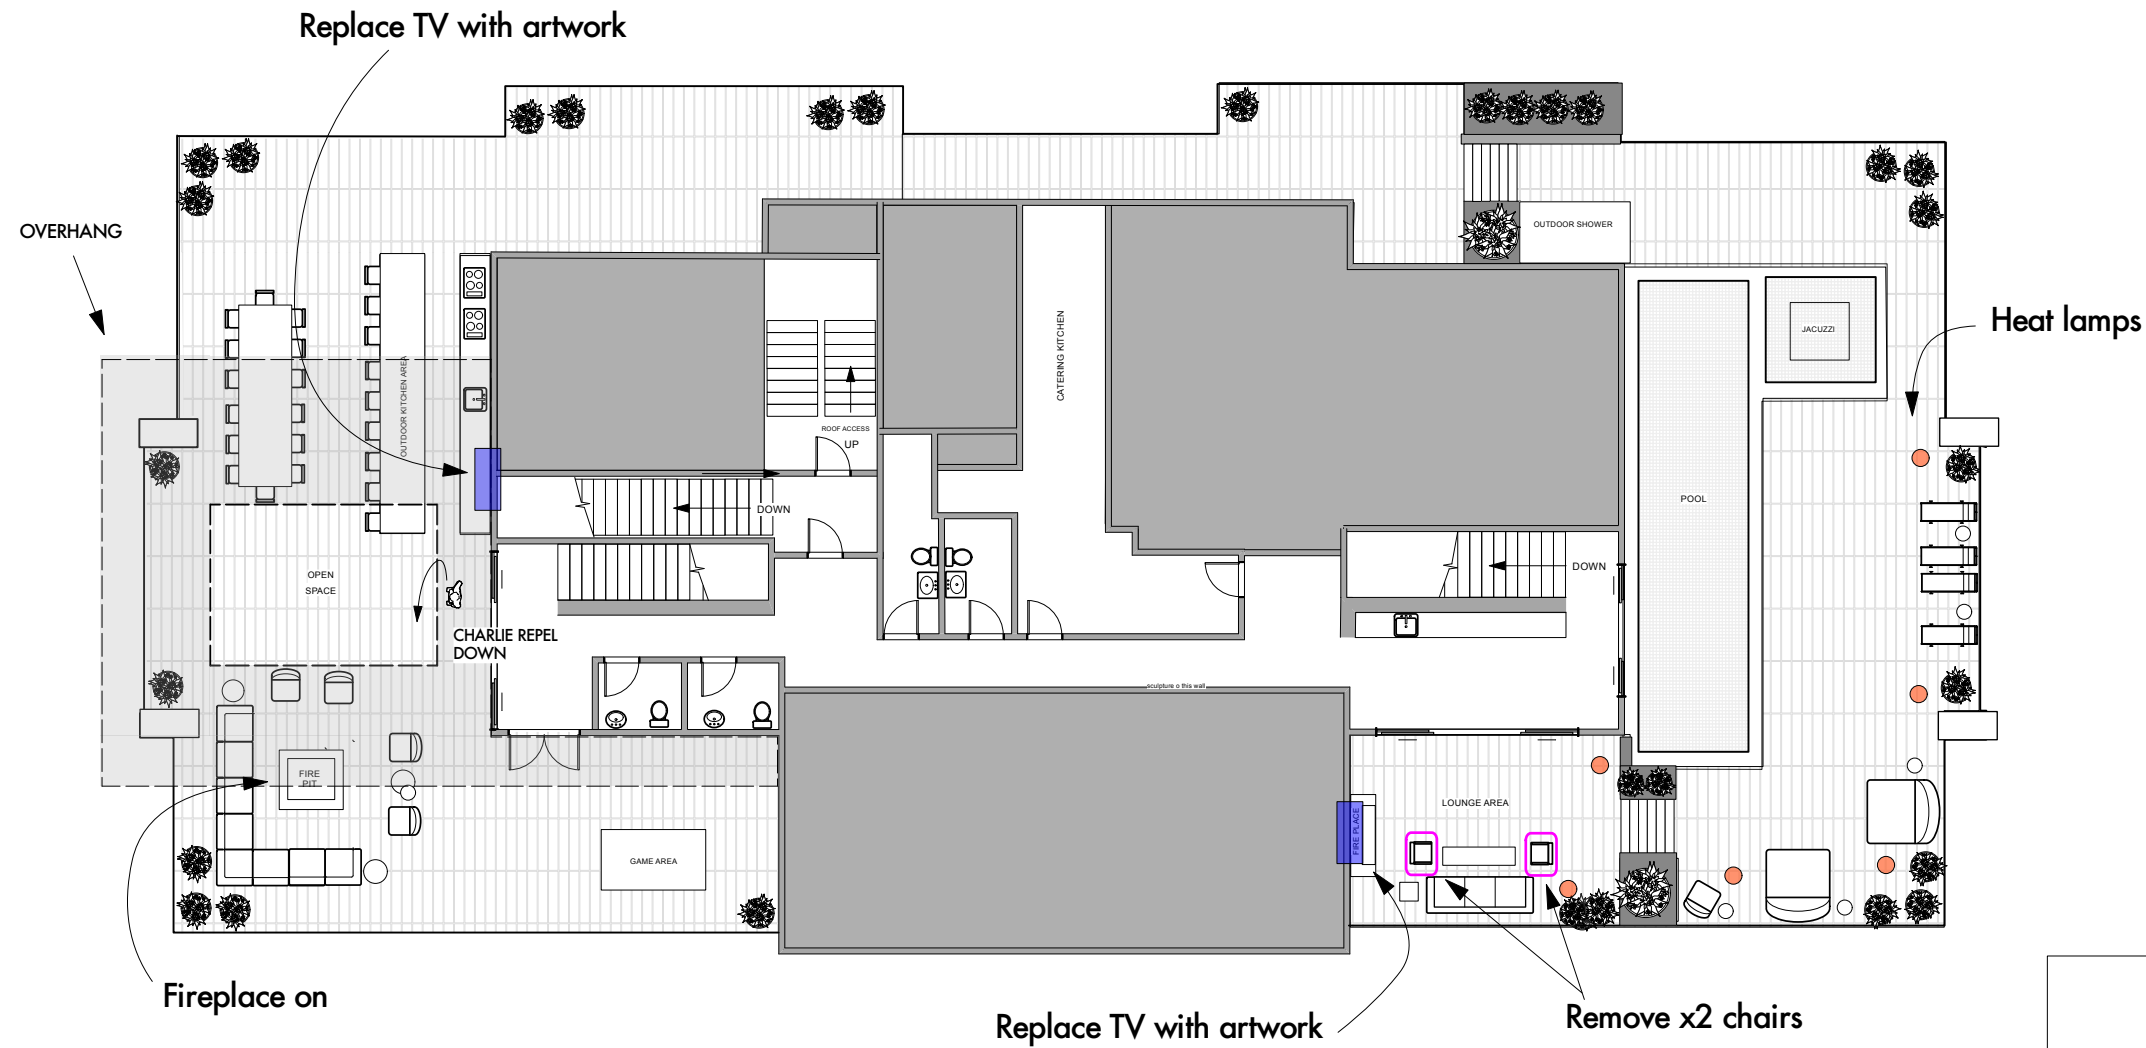 Replace TV with artwork
OVERHANG
OUTDOOR SHOWER
Heat lamps
JACUZZI
CATERING KITCHEN
OUTDOOR KITCHEN AREA
ROOF ACCESS
UP
DOWN
POOL
OPEN
SPACE
DOWN
CHARLIE REPEL
DOWN
sculpture o this wall
FIRE
PIT
LOUNGE AREA
FIRE PLACE
GAME AREA
Fireplace on
Replace TV with artwork
Remove x2 chairs